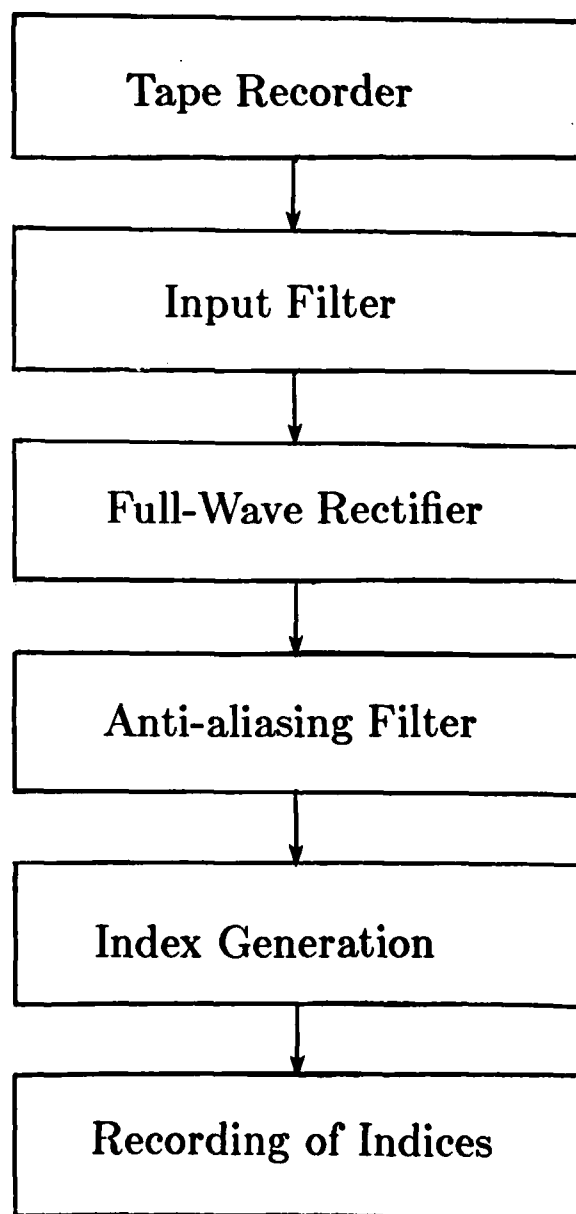 Tape Recorder
Input Filter
Full-Wave Rectifier
Anti-aliasing Filter
Index Generation
Recording of Indices